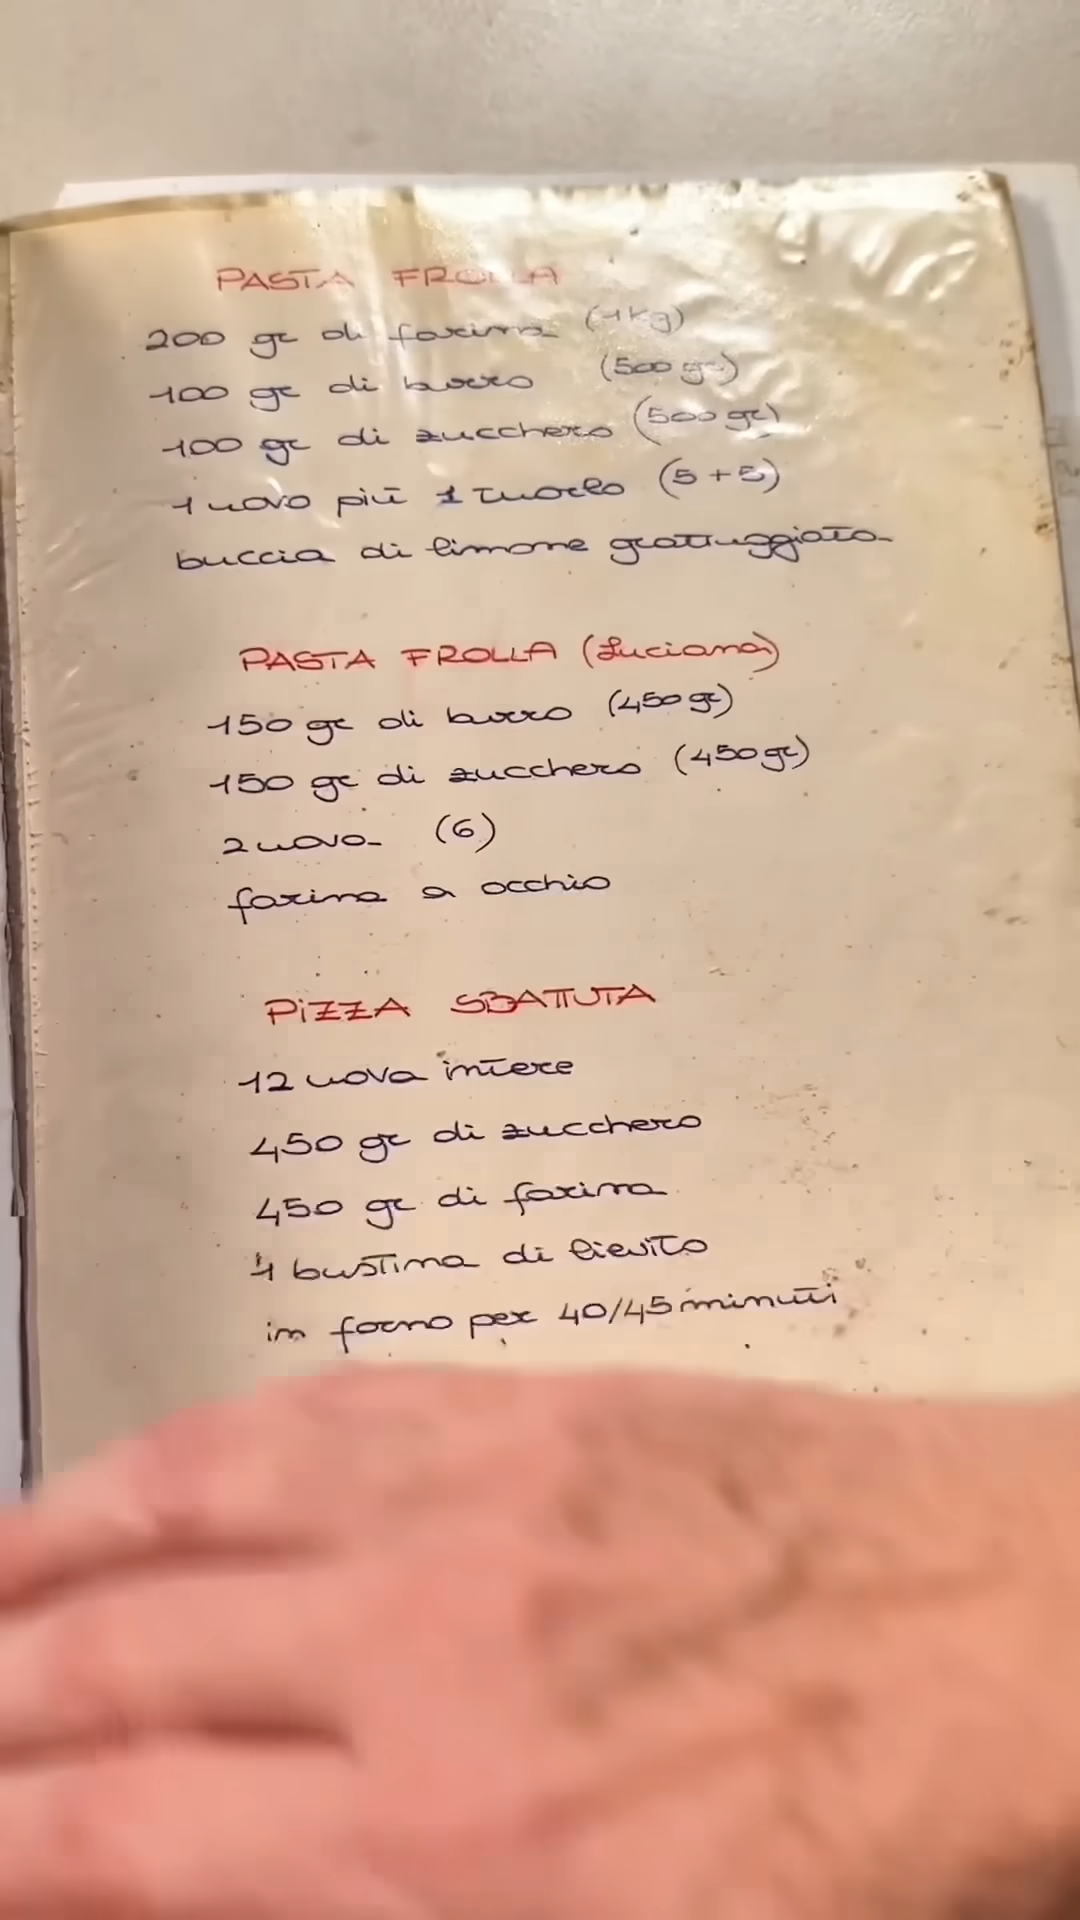 PASTA FROLLA
200 gr di farina (1Kg)
100 gr di burro (500 gr)
100 gr di zucchero (500 gr)
1 uovo più 1 tuorlo (5+5)
buccia di limone grattuggiata
PASTA FROLLA (Luciana)
150 gr di burro (450 gr)
150 gr di zucchero (450 gr)
2 uova (6)
farina a occhio
PiZZA SBATTUTA
12 uova intere
450 gr di zucchero
450 gr di farina
1 bustina di lievito
in forno per 40/45 minuti